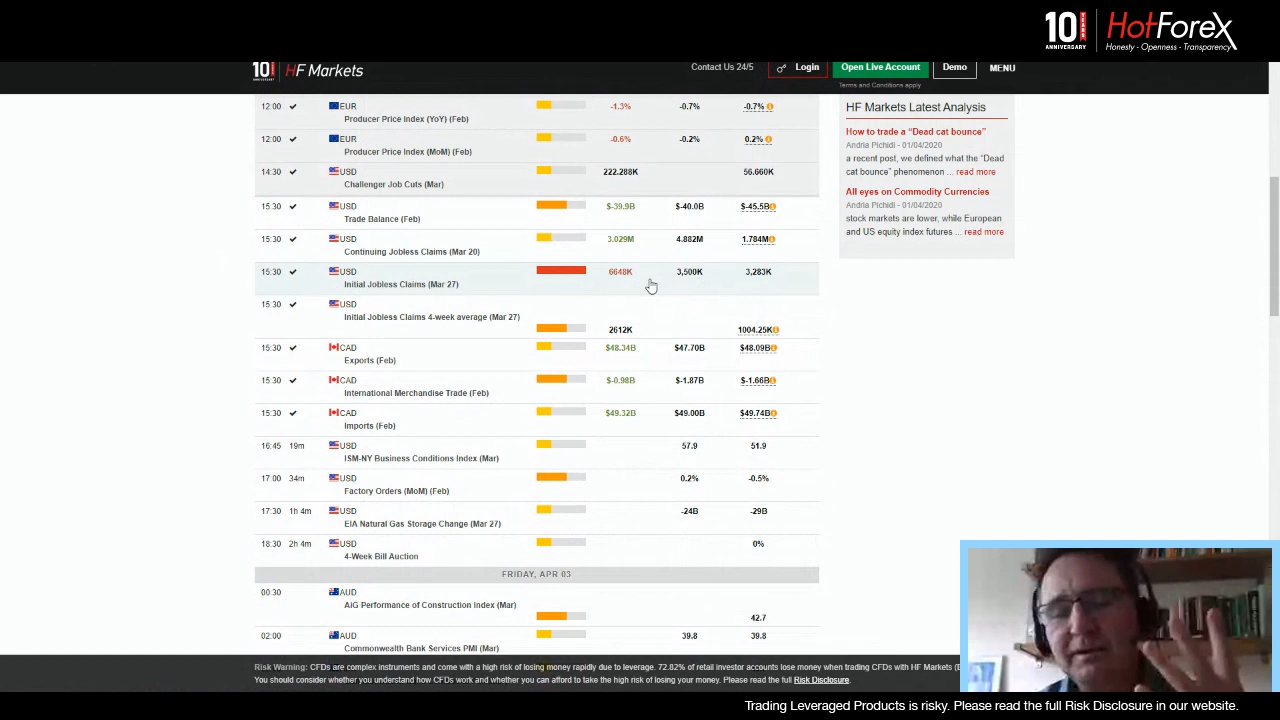 10 YEARS ANNIVERSARY HotForex
Honesty - Openness - Transparency
10 HF Markets Contact Us 24/5 Login Open Live Account Demo MENU
Terms and Conditions apply
12:00 EUR -1.3% -0.7% -0.7%
Producer Price Index (YoY) (Feb)
12:00 EUR -0.6% -0.2% 0.2%
Producer Price Index (MoM) (Feb)
14:30 USD 222.288K 56.660K
Challenger Job Cuts (Mar)
15:30 USD $-39.9B $-40.0B $-45.5B
Trade Balance (Feb)
15:30 USD 3.029M 4.882M 1.784M
Continuing Jobless Claims (Mar 20)
15:30 USD 6648K 3,500K 3,283K
Initial Jobless Claims (Mar 27)
15:30 USD
Initial Jobless Claims 4-week average (Mar 27)
2612K 1004.25K
15:30 CAD $48.34B $47.70B $48.09B
Exports (Feb)
15:30 CAD $-0.98B $-1.87B $-1.66B
International Merchandise Trade (Feb)
15:30 CAD $49.32B $49.00B $49.74B
Imports (Feb)
16:45 19m USD 57.9 51.9
ISM-NY Business Conditions Index (Mar)
17:00 34m USD 0.2% -0.5%
Factory Orders (MoM) (Feb)
17:30 1h 4m USD -24B -29B
EIA Natural Gas Storage Change (Mar 27)
18:30 2h 4m USD 0%
4-Week Bill Auction
FRIDAY, APR 03
00:30 AUD
AiG Performance of Construction Index (Mar)
42.7
02:00 AUD 39.8 39.8
Commonwealth Bank Services PMI (Mar)
HF Markets Latest Analysis
How to trade a “Dead cat bounce”
Andria Pichidi - 01/04/2020
a recent post, we defined what the “Dead
cat bounce” phenomenon ... read more
All eyes on Commodity Currencies
Andria Pichidi - 01/04/2020
stock markets are lower, while European
and US equity index futures ... read more
Risk Warning: CFDs are complex instruments and come with a high risk of losing money rapidly due to leverage. 72.82% of retail investor accounts lose money when trading CFDs with HF Markets
You should consider whether you understand how CFDs work and whether you can afford to take the high risk of losing your money. Please read the full Risk Disclosure.
Trading Leveraged Products is risky. Please read the full Risk Disclosure in our website.